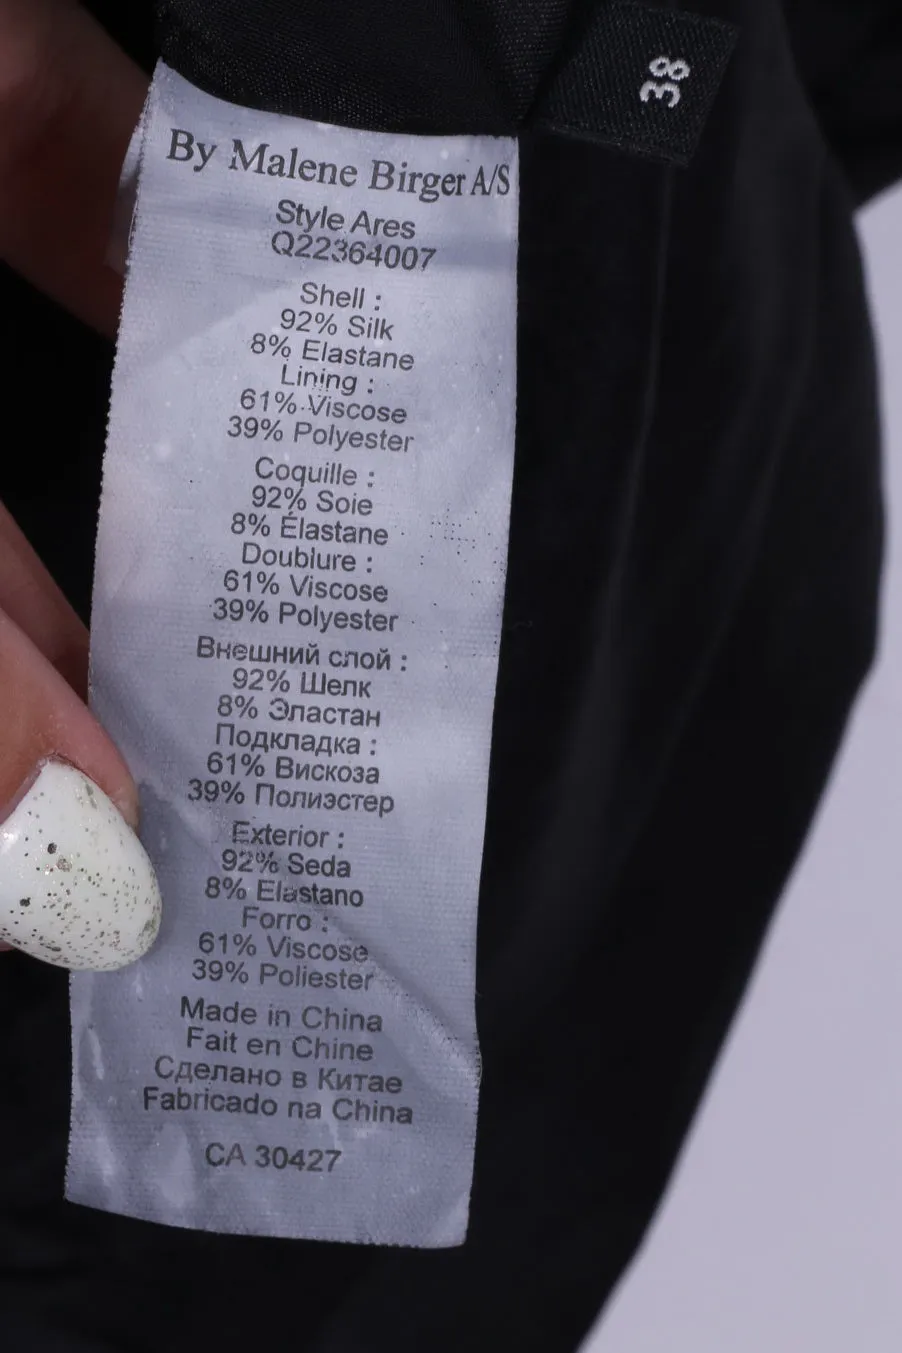 38
By Malene Birger A/S
Style Ares
Q22364007
Shell :
92% Silk
8% Elastane
Lining :
61% Viscose
39% Polyester
Coquille :
92% Soie
8% Élastane
Doublure :
61% Viscose
39% Polyester
Внешний слой :
92% Шелк
8% Эластан
Подкладка :
61% Вискоза
39% Полиэстер
Exterior :
92% Seda
8% Elastano
Forro :
61% Viscose
39% Poliester
Made in China
Fait en Chine
Сделано в Китае
Fabricado na China
CA 30427